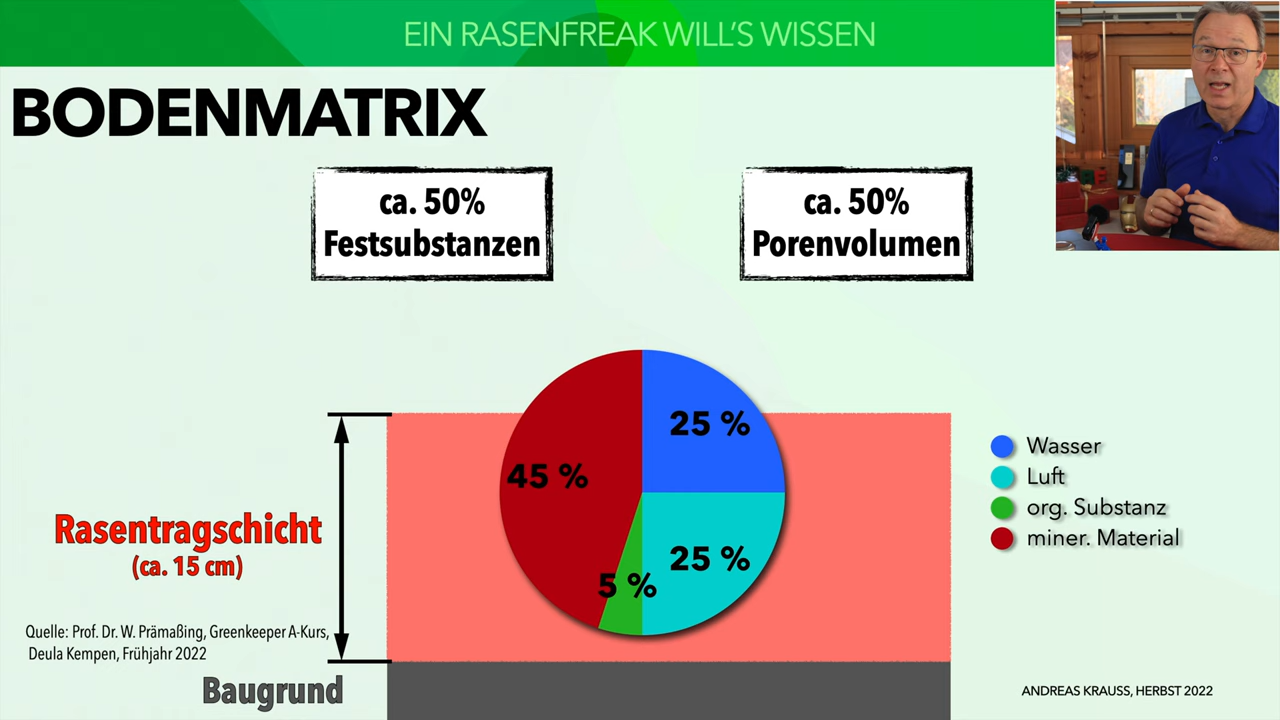 EIN RASENFREAK WILL'S WISSEN
BODENMATRIX
ca. 50%
Festsubstanzen
ca. 50%
Porenvolumen
25 %
45 %
25 %
5 %
Wasser
Luft
org. Substanz
miner. Material
Rasentragschicht
(ca. 15 cm)
Quelle: Prof. Dr. W. Prämaßing, Greenkeeper A-Kurs,
Deula Kempen, Frühjahr 2022
Baugrund
ANDREAS KRAUSS, HERBST 2022